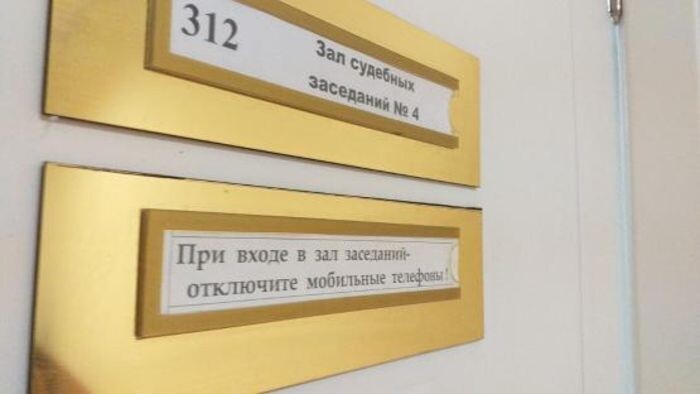 312
Зал судебных
заседаний № 4
При входе в зал заседаний-
отключите мобильные телефоны!